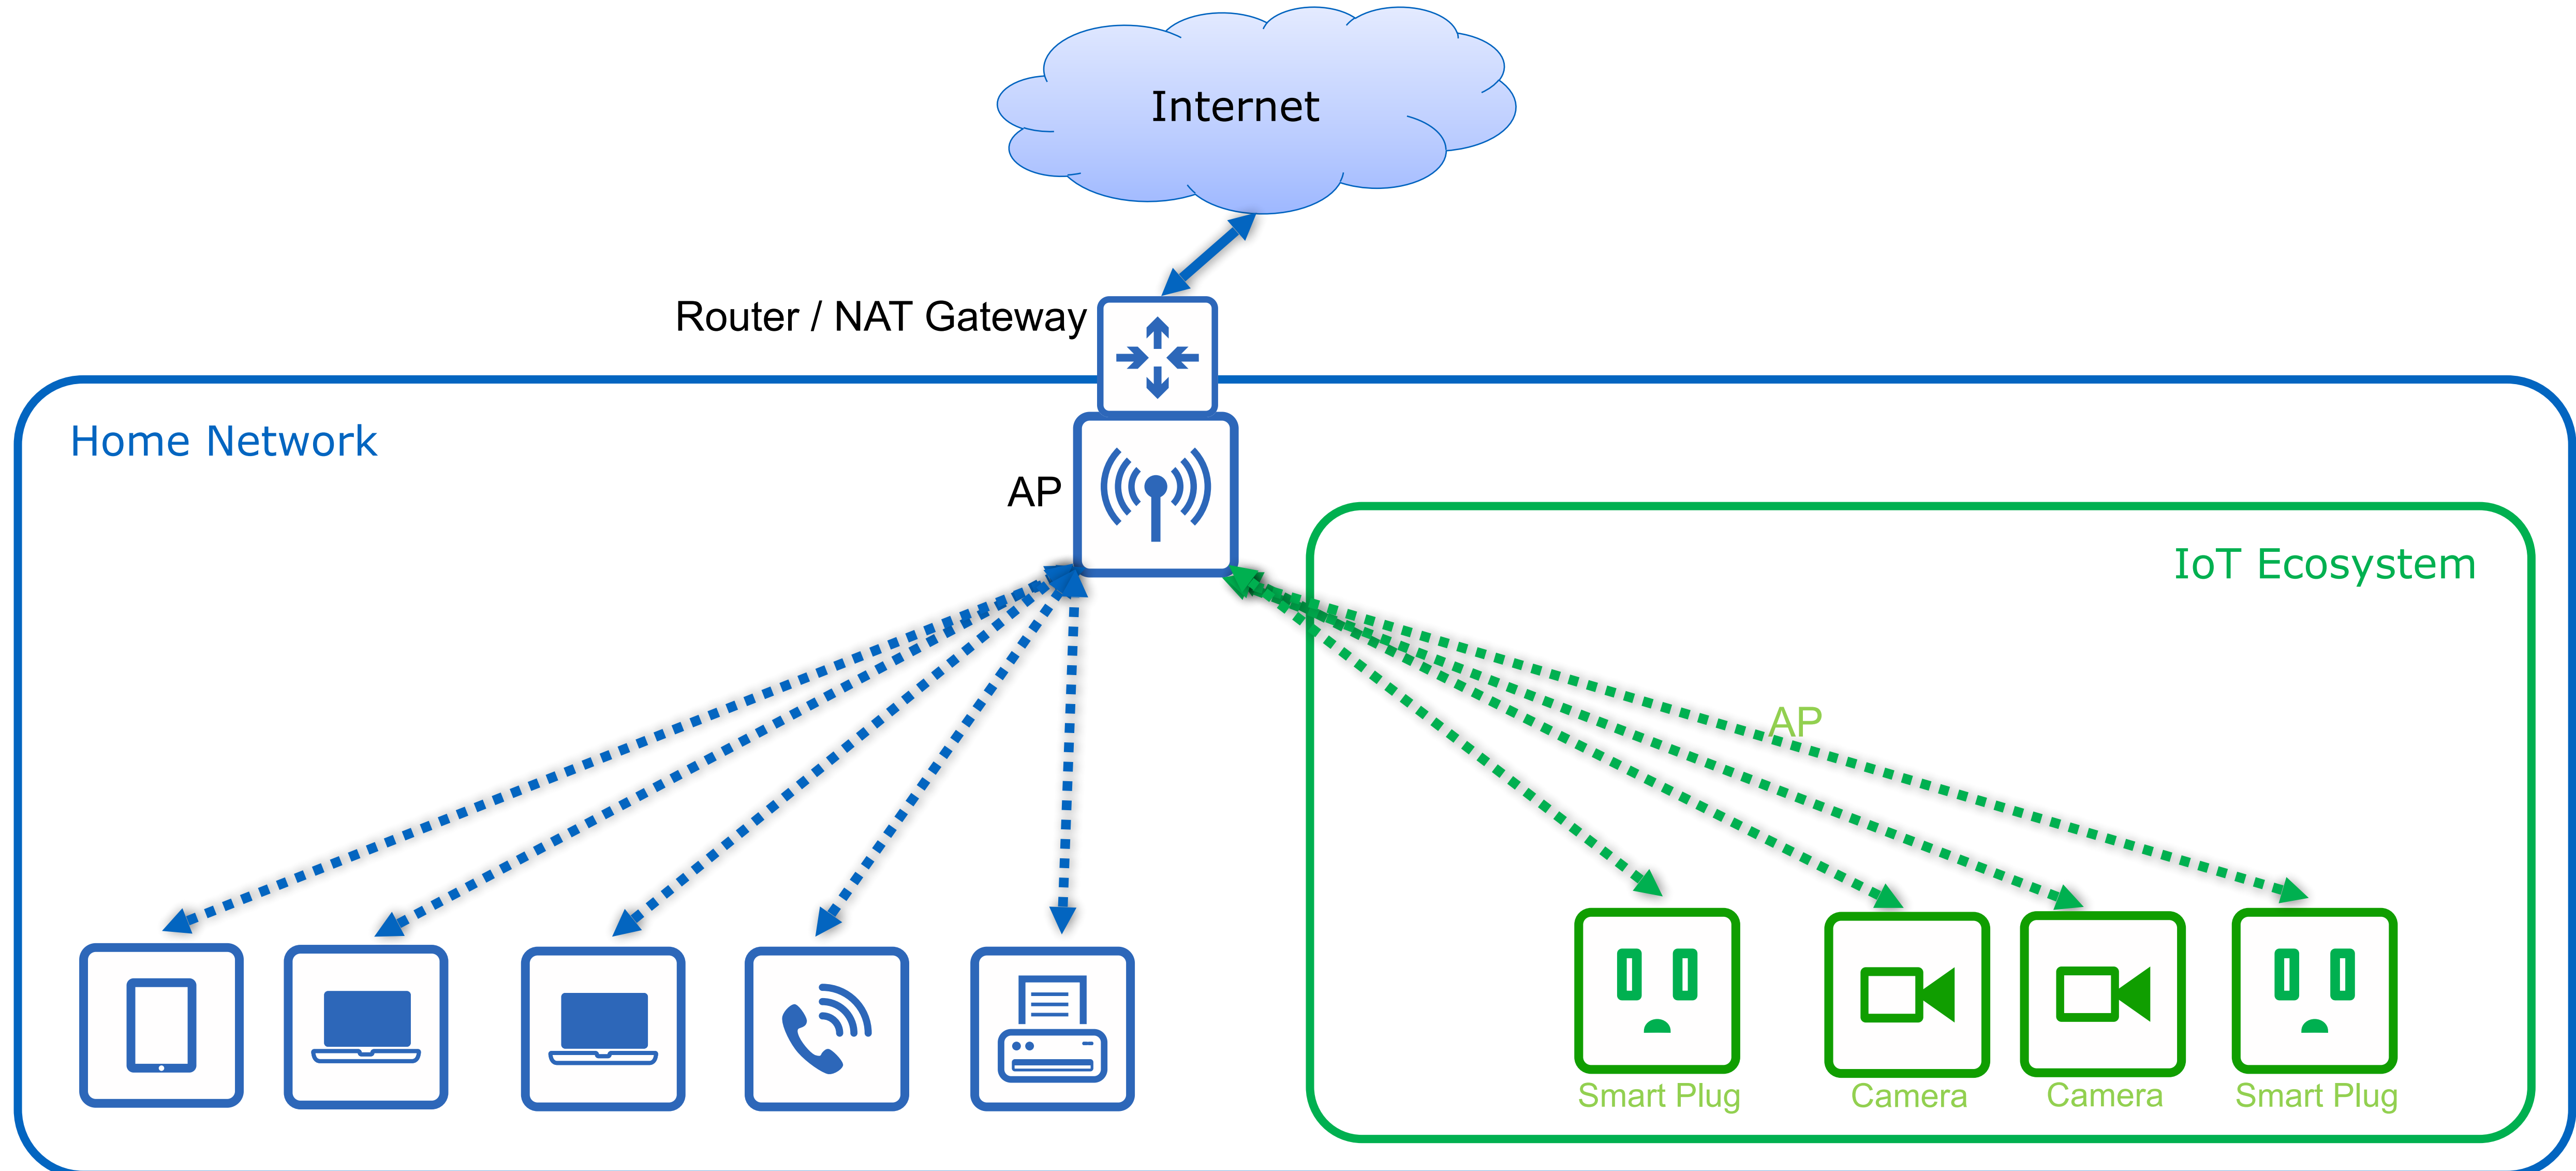 Internet
Router / NAT Gateway
Home Network
AP
IoT Ecosystem
AP
Smart Plug
Camera
Camera
Smart Plug